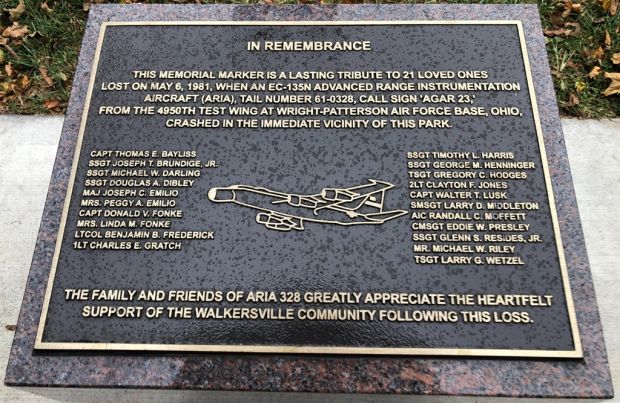 IN REMEMBRANCE
THIS MEMORIAL MARKER IS A LASTING TRIBUTE TO 21 LOVED ONES
LOST ON MAY 6, 1981, WHEN AN EC-135N ADVANCED RANGE INSTRUMENTATION
AIRCRAFT (ARIA), TAIL NUMBER 61-0328, CALL SIGN 'AGAR 23,'
FROM THE 4950TH TEST WING AT WRIGHT-PATTERSON AIR FORCE BASE, OHIO,
CRASHED IN THE IMMEDIATE VICINITY OF THIS PARK.
CAPT THOMAS E. BAYLISS
SSGT JOSEPH T. BRUNDIGE, JR.
SSGT MICHAEL W. DARLING
SSGT DOUGLAS A. DIBLEY
MAJ JOSEPH C. EMILIO
MRS. PEGGY A. EMILIO
CAPT DONALD V. FONKE
MRS. LINDA M. FONKE
LTCOL BENJAMIN B. FREDERICK
1LT CHARLES E. GRATCH
SSGT TIMOTHY L. HARRIS
SSGT GEORGE M. HENNINGER
TSGT GREGORY C. HODGES
2LT CLAYTON F. JONES
CAPT WALTER T. LUSK
SMSGT LARRY D. MIDDLETON
AIC RANDALL C. MOFFETT
CMSGT EDDIE W. PRESLEY
SSGT GLENN S. RESIDES, JR.
MR. MICHAEL W. RILEY
TSGT LARRY G. WETZEL
THE FAMILY AND FRIENDS OF ARIA 328 GREATLY APPRECIATE THE HEARTFELT
SUPPORT OF THE WALKERSVILLE COMMUNITY FOLLOWING THIS LOSS.